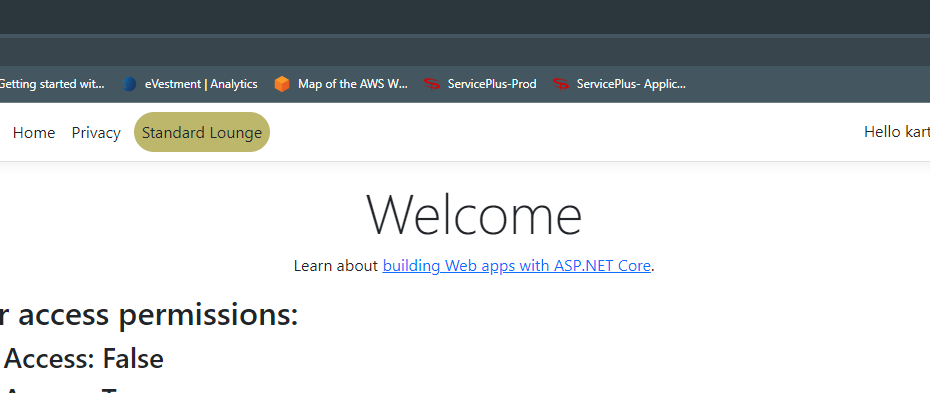 Getting started wit... eVestment | Analytics Map of the AWS W... ServicePlus-Prod ServicePlus- Applic...
Home Privacy Standard Lounge Hello kart
Welcome
Learn about building Web apps with ASP.NET Core.
r access permissions:
Access: False